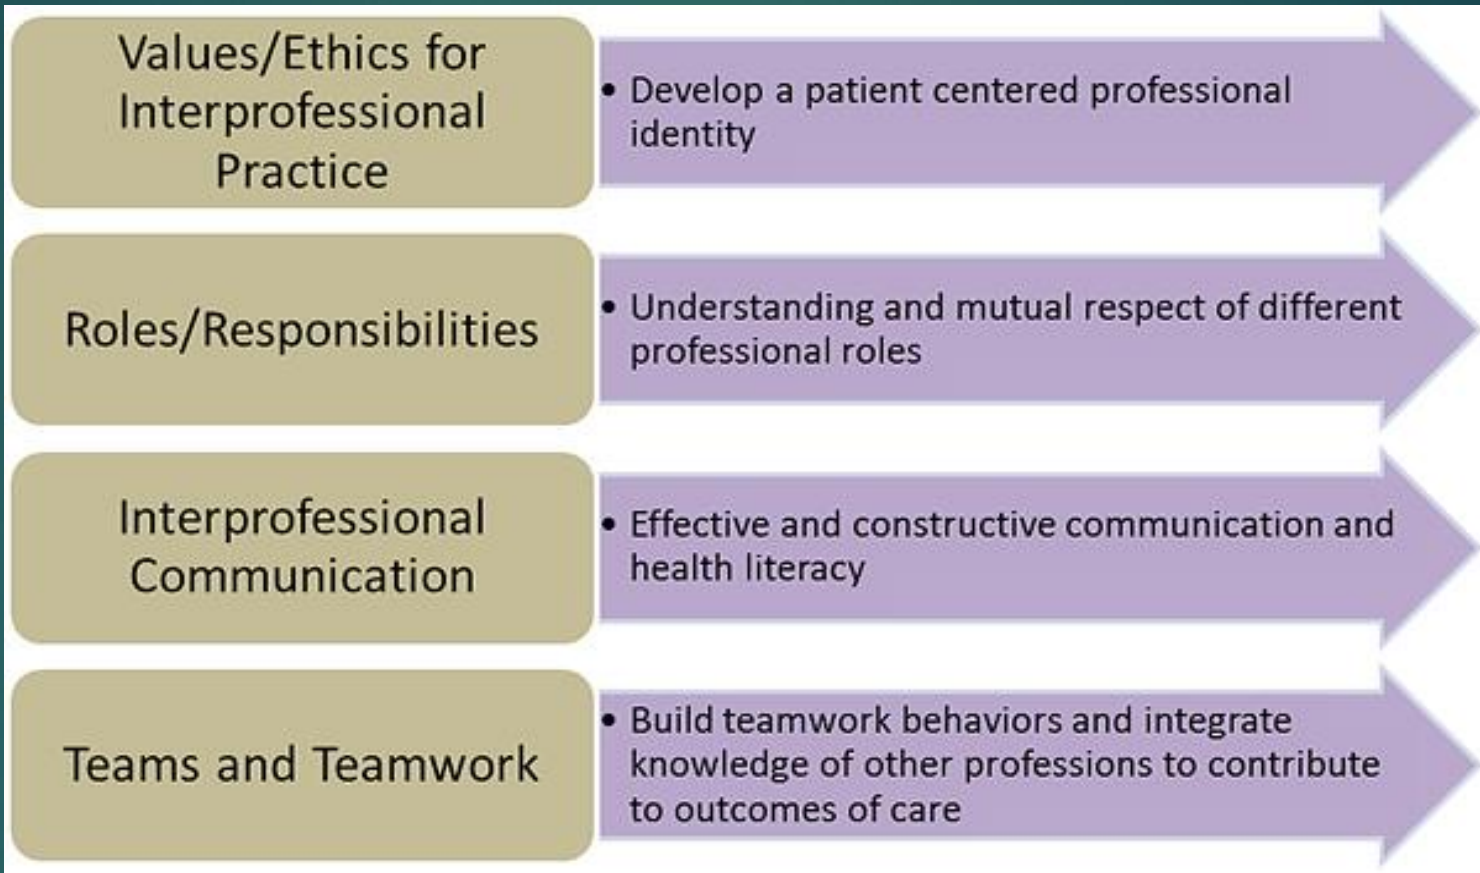 Values/Ethics for
Interprofessional
Practice
• Develop a patient centered professional
identity
Roles/Responsibilities
• Understanding and mutual respect of different
professional roles
Interprofessional
Communication
• Effective and constructive communication and
health literacy
Teams and Teamwork
• Build teamwork behaviors and integrate
knowledge of other professions to contribute
to outcomes of care